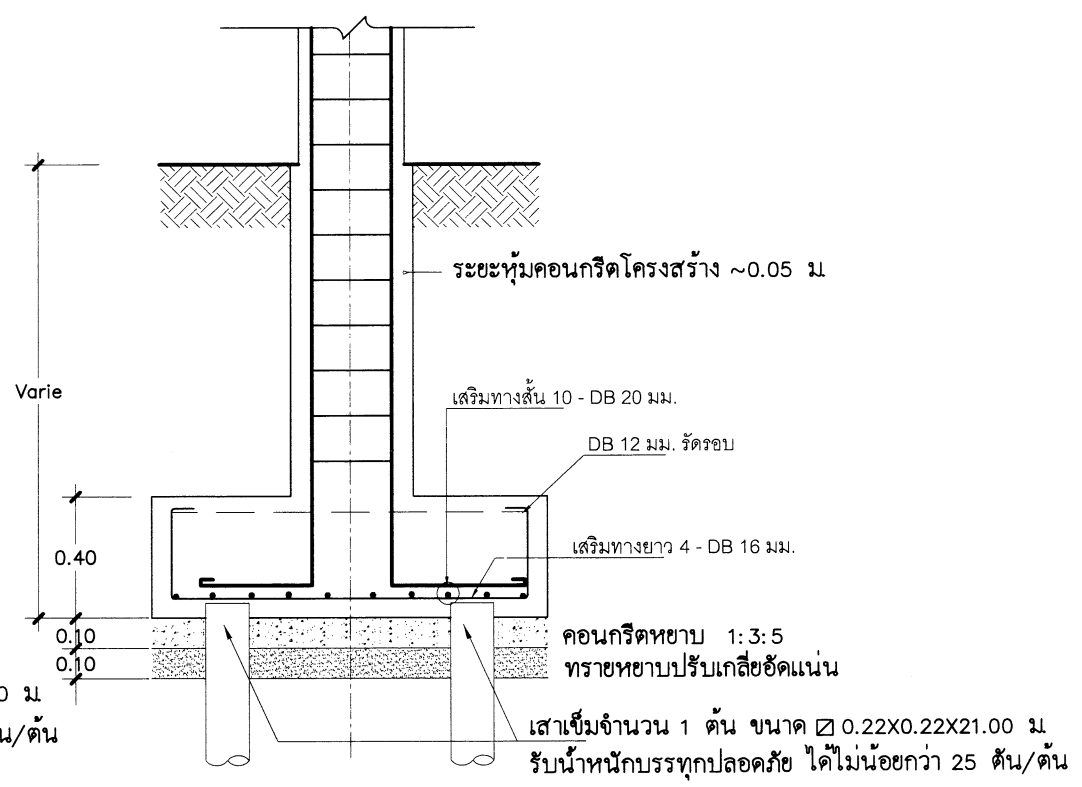 ระยะหุ้มคอนกรีตโครงสร้าง ~0.05 ม.
Varie
เสริมทางสั้น 10 - DB 20 มม.
DB 12 มม. รัดรอบ
0.40
เสริมทางยาว 4 - DB 16 มม.
0.10
คอนกรีตหยาบ 1:3:5
0.10
ทรายหยาบปรับเกลี่ยอัดแน่น
0 ม.
น/ต้น
เสาเข็มจำนวน 1 ต้น ขนาด 0.22X0.22X21.00 ม.
รับน้ำหนักบรรทุกปลอดภัย ได้ไม่น้อยกว่า 25 ตัน/ต้น